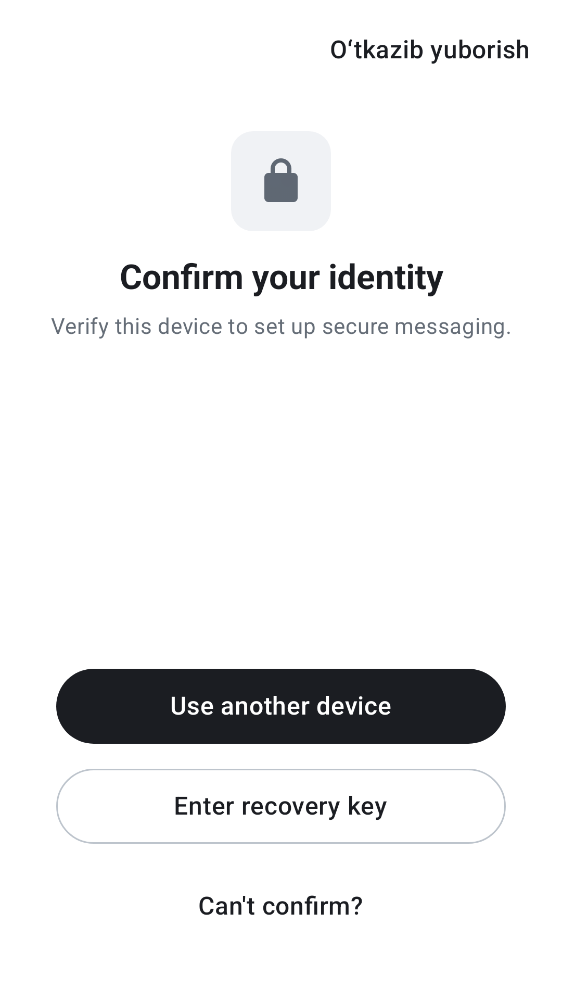 Oʻtkazib yuborish
Confirm your identity
Verify this device to set up secure messaging.
Use another device
Enter recovery key
Can't confirm?